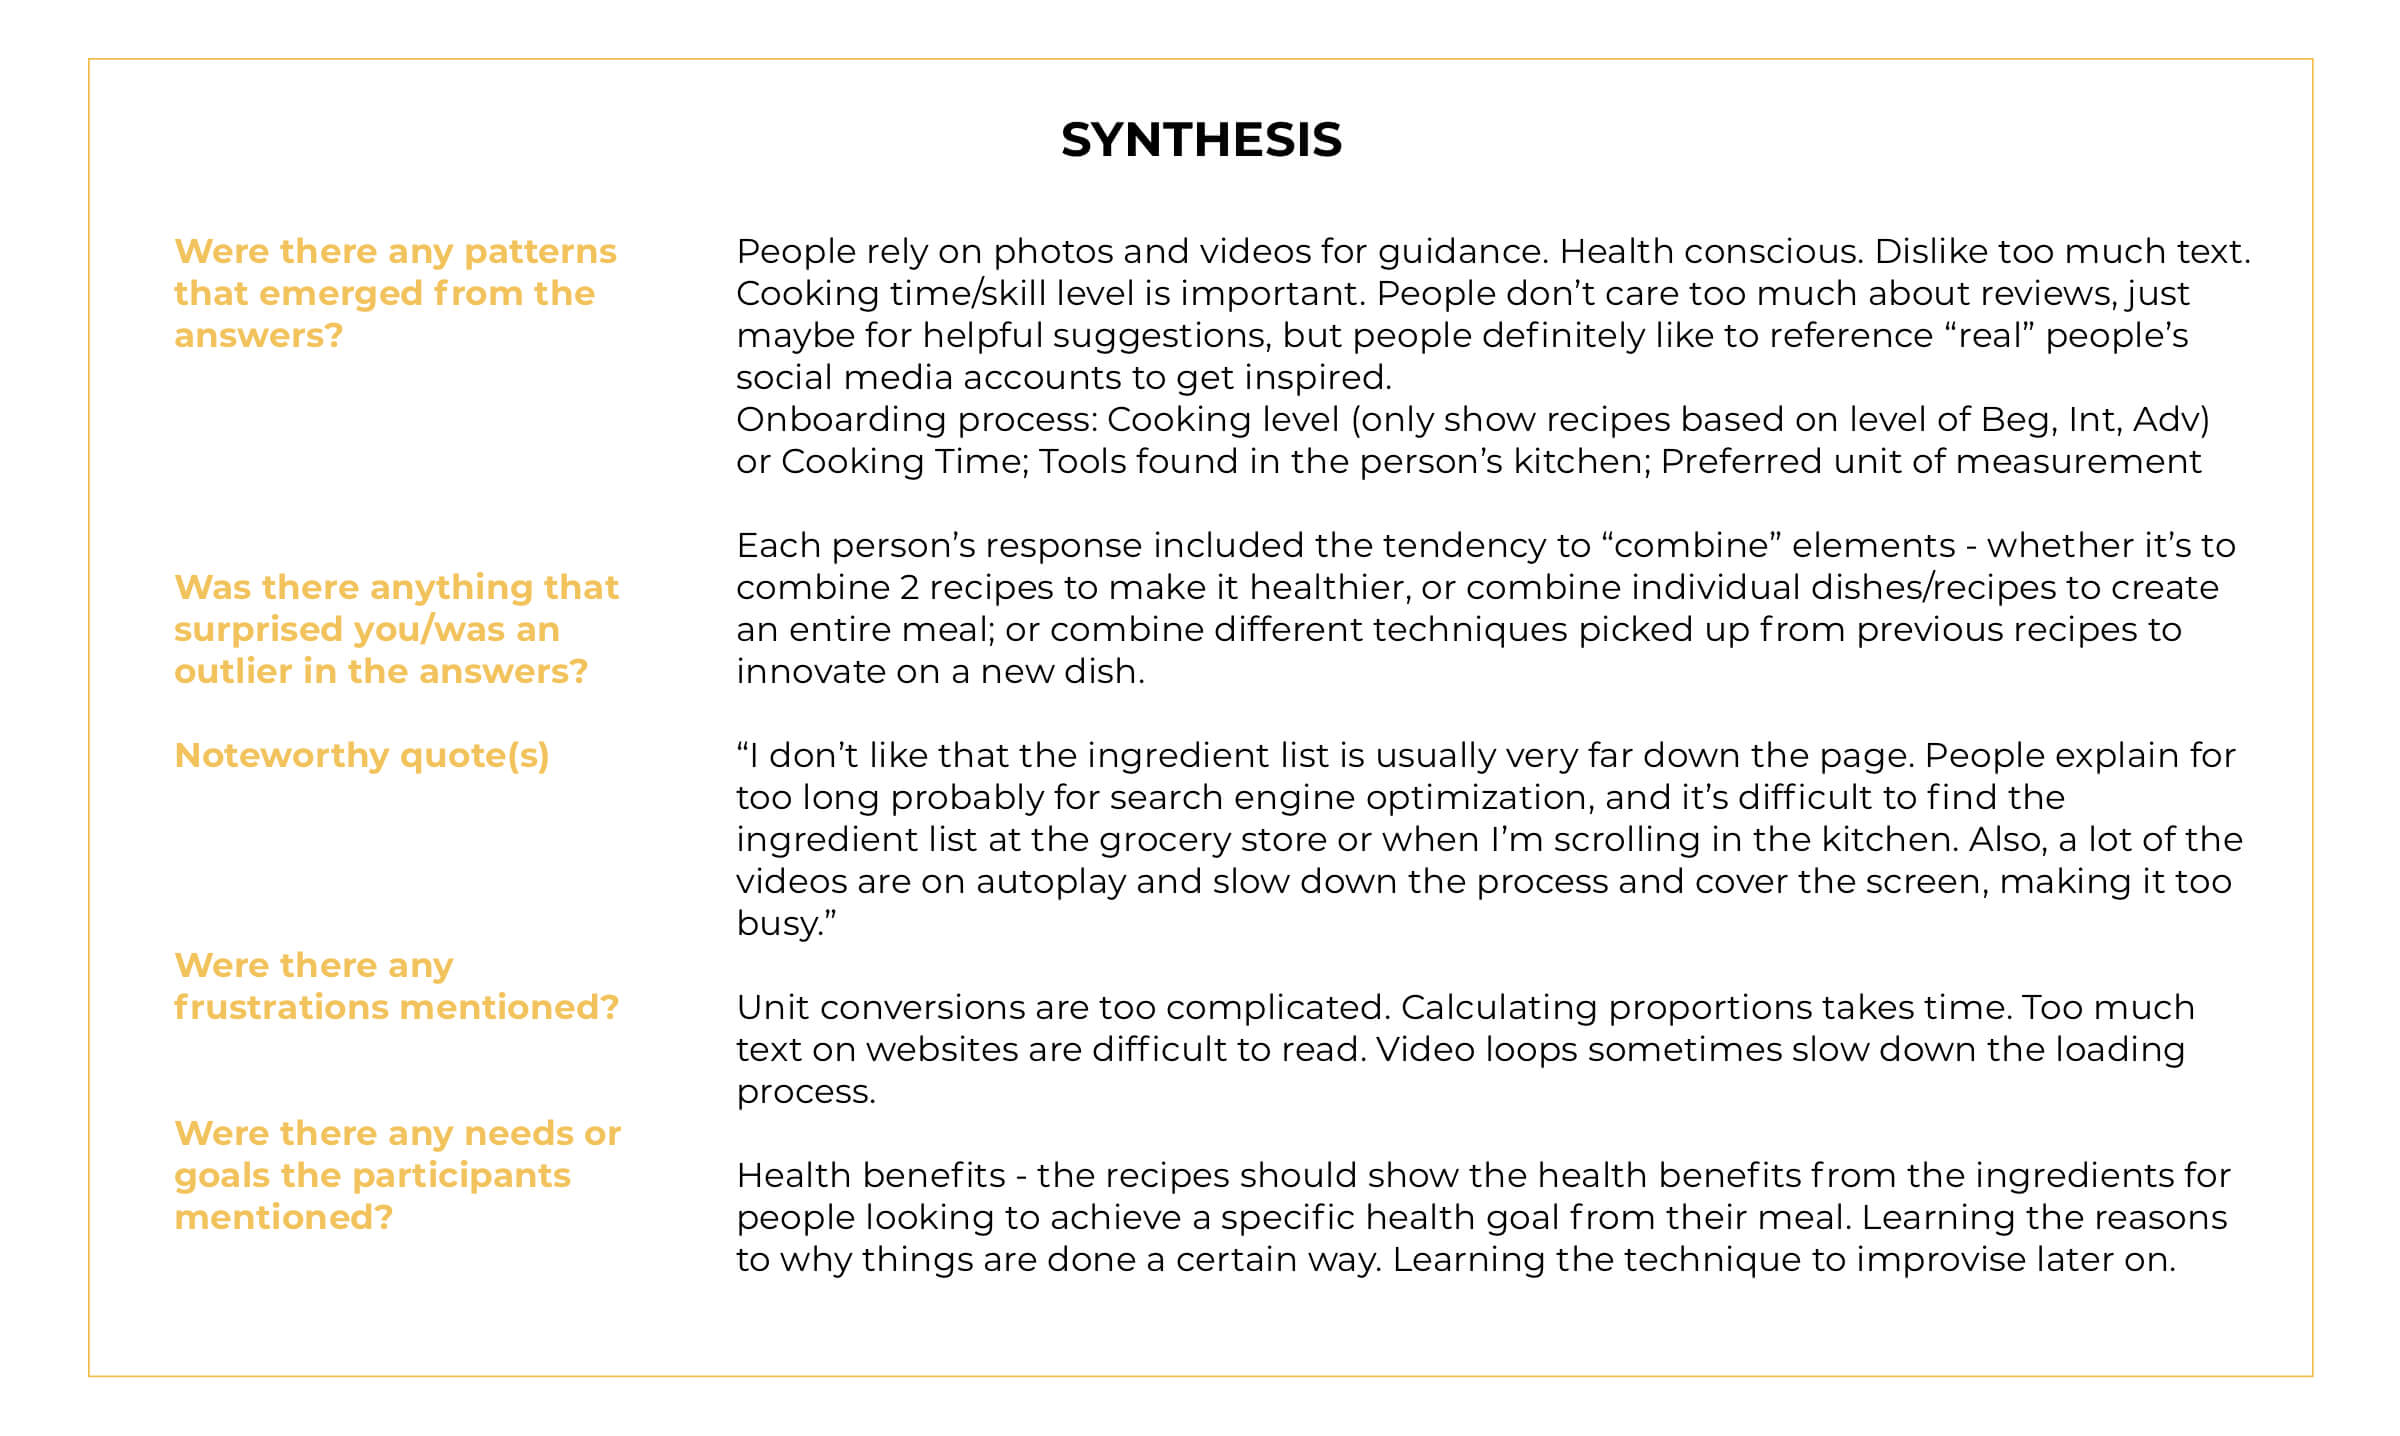 SYNTHESIS
Were there any patterns
that emerged from the
answers?
People rely on photos and videos for guidance. Health conscious. Dislike too much text.
Cooking time/skill level is important. People don’t care too much about reviews, just
maybe for helpful suggestions, but people definitely like to reference “real” people’s
social media accounts to get inspired.
Onboarding process: Cooking level (only show recipes based on level of Beg, Int, Adv)
or Cooking Time; Tools found in the person’s kitchen; Preferred unit of measurement
Was there anything that
surprised you/was an
outlier in the answers?
Each person’s response included the tendency to “combine” elements - whether it’s to
combine 2 recipes to make it healthier, or combine individual dishes/recipes to create
an entire meal; or combine different techniques picked up from previous recipes to
innovate on a new dish.
Noteworthy quote(s)
“I don’t like that the ingredient list is usually very far down the page. People explain for
too long probably for search engine optimization, and it’s difficult to find the
ingredient list at the grocery store or when I’m scrolling in the kitchen. Also, a lot of the
videos are on autoplay and slow down the process and cover the screen, making it too
busy.”
Were there any
frustrations mentioned?
Unit conversions are too complicated. Calculating proportions takes time. Too much
text on websites are difficult to read. Video loops sometimes slow down the loading
process.
Were there any needs or
goals the participants
mentioned?
Health benefits - the recipes should show the health benefits from the ingredients for
people looking to achieve a specific health goal from their meal. Learning the reasons
to why things are done a certain way. Learning the technique to improvise later on.